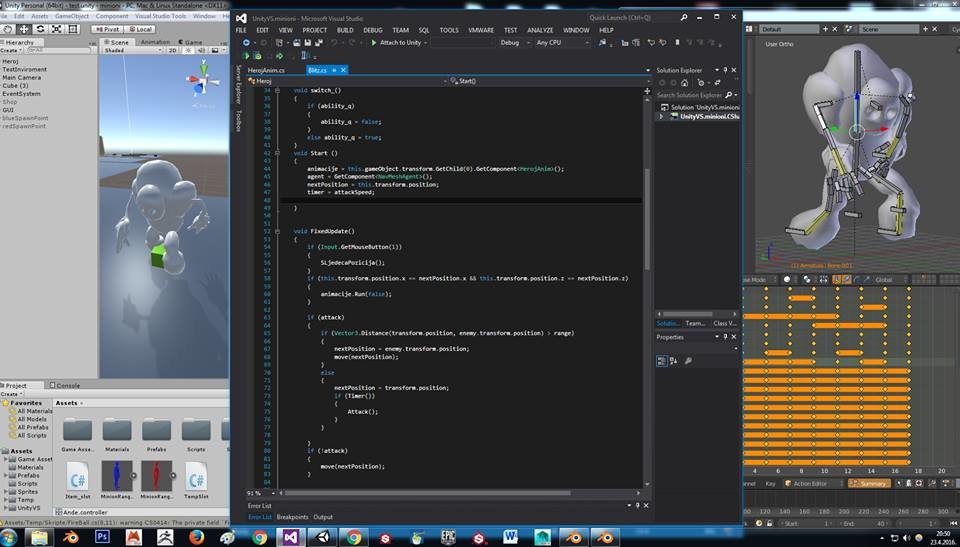 Unity Personal (64bit) - test.unity - minioni - PC, Mac & Linux Standalone <DX11>
Edit Assets GameObject Component Visual Studio Tools Window Help
Pivot Local
Hierarchy
Create
Heroj
TestInviroment
Main Camera
Cube (3)
EventSystem
Shop
GUI
blueSpawnPoint
redSpawnPoint
Scene Animation Game
Shaded 2D
Persp
UnityVS.minioni - Microsoft Visual Studio
Quick Launch (Ctrl+Q)
FILE EDIT VIEW PROJECT BUILD DEBUG TEAM SQL TOOLS VMWARE TEST ANALYZE WINDOW HELP
Attach to Unity Debug Any CPU
Server Explorer Toolbox
HerojAnim.cs Blitz.cs
Heroj Start()
34 void switch_()
35 {
36 if (ability_q)
37 {
38 ability_q = false;
39 }
40 else ability_q = true;
41 }
42 void Start ()
43 {
44 animacije = this.gameObject.transform.GetChild(0).GetComponent<HerojAnim>();
45 agent = GetComponent<NavMeshAgent>();
46 nextPosition = this.transform.position;
47 timer = attackSpeed;
48
49 }
50
51
52 void FixedUpdate()
53 {
54 if (Input.GetMouseButton(1))
55 {
56 SLjedecaPozicija();
57 }
58 if (this.transform.position.x == nextPosition.x && this.transform.position.z == nextPosition.z)
59 {
60 animacije.Run(false);
61 }
62
63 if (attack)
64 {
65 if (Vector3.Distance(transform.position, enemy.transform.position) > range)
66 {
67 nextPosition = enemy.transform.position;
68 move(nextPosition);
69 }
70 else
71 {
72 nextPosition = transform.position;
73 if (Timer())
74 {
75 Attack();
76 }
77 }
78
79 }
80 if (!attack)
81 {
82 move(nextPosition);
83 }
84
91 %
Error List
Error List Breakpoints Output
Solution Explorer
Search Solution Explorer
Solution 'UnityVS.minioni
UnityVS.minioni.CSha
Solutio... Team... Class V...
Properties
Default
User Ortho
(1) Armature : Bone.001
Mode Global
0 2 4 6 8 10 12 14 16 18 20
Channel Key Action Editor Summary
Start: 1 End: 40 1
Project Console
Create
Favorites
All Materials
All Models
All Prefabs
All Scripts
Assets
Game Asset
Materials
Prefabs
Scripts
Sprites
Temp
UnityVS
Assets
Game Asse... Materials Prefabs Scripts
Item_slot MinionRang... MinionRang... TempSlot
Ande.controller
Assets/Temp/Skripte/FireBall.cs(8,11): warning CS0414: The private field
20:50
23.4.2016.